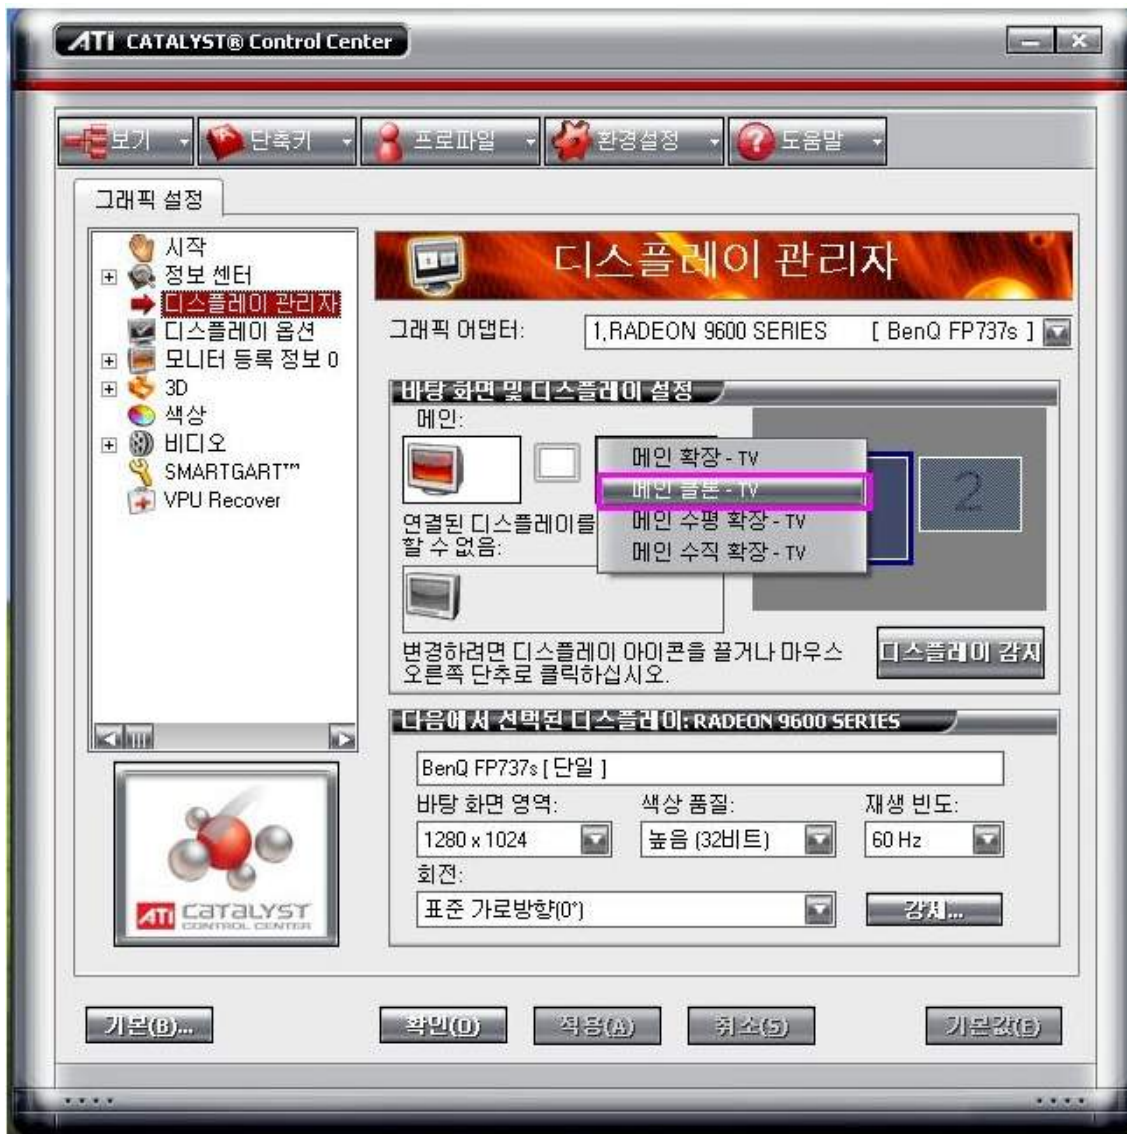 ATI CATALYST® Control Center
보기
단축키
프로파일
환경설정
도움말
그래픽 설정
시작
정보 센터
디스플레이 관리자
디스플레이 옵션
모니터 등록 정보 0
3D
색상
비디오
SMARTGART™
VPU Recover
디스플레이 관리자
그래픽 어댑터:
1,RADEON 9600 SERIES [ BenQ FP737s ]
바탕 화면 및 디스플레이 설정
메인:
메인 확장 - TV
메인 클론 - TV
메인 수평 확장 - TV
메인 수직 확장 - TV
2
연결된 디스플레이를
할 수 없음:
변경하려면 디스플레이 아이콘을 끌거나 마우스
오른쪽 단추로 클릭하십시오.
디스플레이 감지
다음에서 선택된 디스플레이: RADEON 9600 SERIES
BenQ FP737s [ 단일 ]
바탕 화면 영역:
색상 품질:
재생 빈도:
1280 x 1024
높음 (32비트)
60 Hz
회전:
표준 가로방향(0°)
강제...
ATI CATALYST
CONTROL CENTER
기본(B)...
확인(O)
적용(A)
취소(S)
기본값(E)